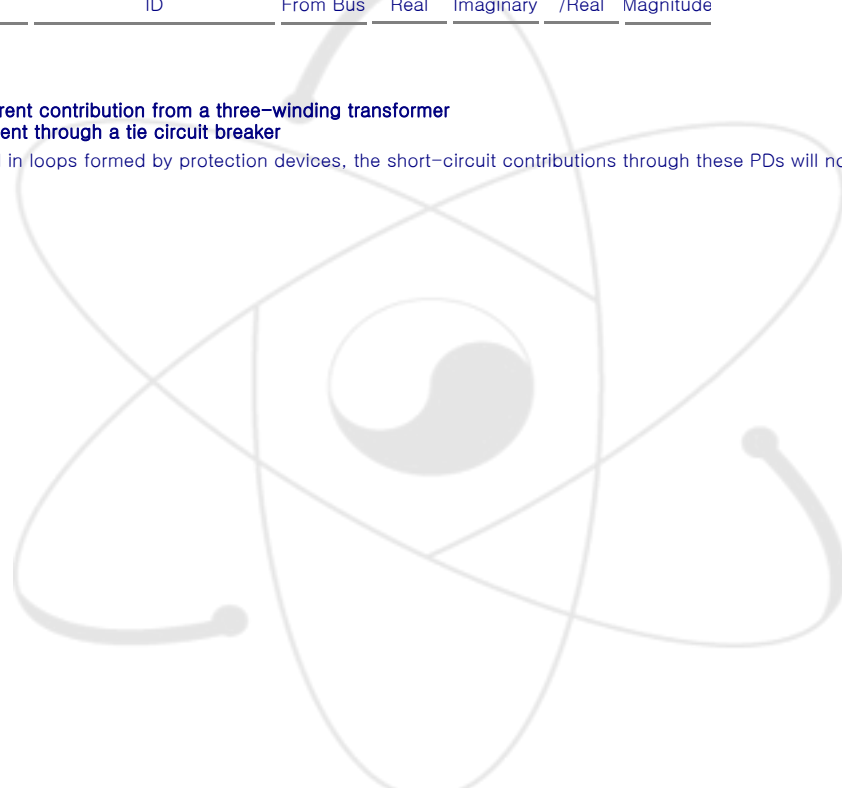 ID From Bus Real Imaginary /Real Magnitude
rent contribution from a three-winding transformer
ent through a tie circuit breaker
in loops formed by protection devices, the short-circuit contributions through these PDs will no